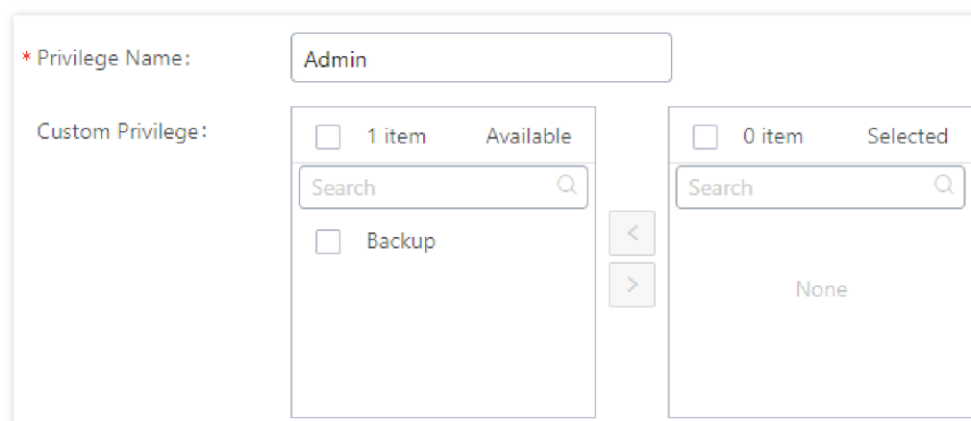 * Privilege Name: Admin
Custom Privilege: 1 item Available 0 item Selected
Search Search
Backup <
> None